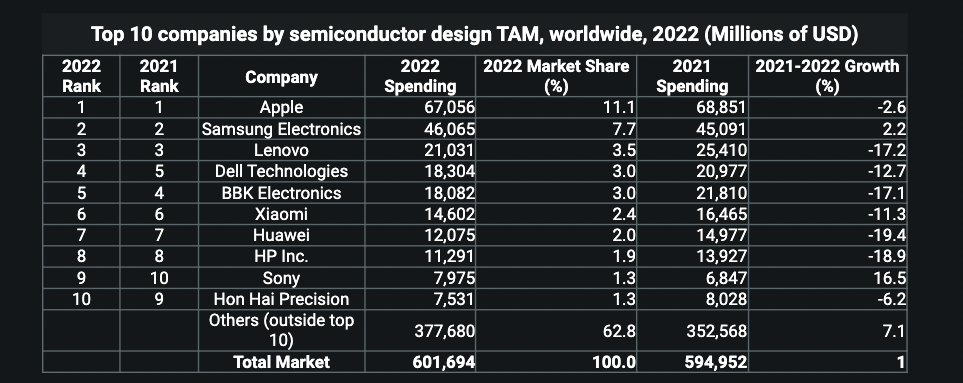 Top 10 companies by semiconductor design TAM, worldwide, 2022 (Millions of USD)
2022 Rank 2021 Rank Company 2022 Spending 2022 Market Share (%) 2021 Spending 2021-2022 Growth (%)
1 1 Apple 67,056 11.1 68,851 -2.6
2 2 Samsung Electronics 46,065 7.7 45,091 2.2
3 3 Lenovo 21,031 3.5 25,410 -17.2
4 5 Dell Technologies 18,304 3.0 20,977 -12.7
5 4 BBK Electronics 18,082 3.0 21,810 -17.1
6 6 Xiaomi 14,602 2.4 16,465 -11.3
7 7 Huawei 12,075 2.0 14,977 -19.4
8 8 HP Inc. 11,291 1.9 13,927 -18.9
9 10 Sony 7,975 1.3 6,847 16.5
10 9 Hon Hai Precision 7,531 1.3 8,028 -6.2
Others (outside top 10) 377,680 62.8 352,568 7.1
Total Market 601,694 100.0 594,952 1